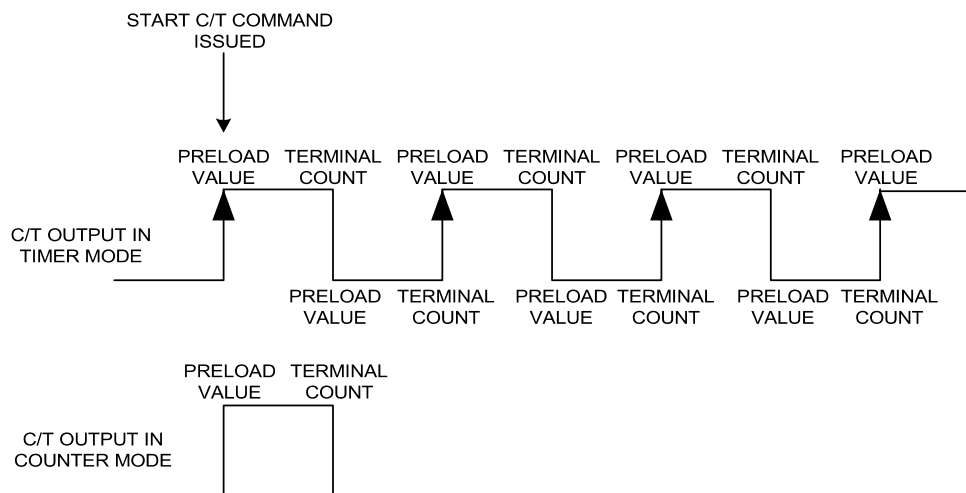 START C/T COMMAND
ISSUED
PRELOAD
VALUE
TERMINAL
COUNT
PRELOAD
VALUE
TERMINAL
COUNT
PRELOAD
VALUE
TERMINAL
COUNT
PRELOAD
VALUE
C/T OUTPUT IN
TIMER MODE
PRELOAD
VALUE
TERMINAL
COUNT
PRELOAD
VALUE
TERMINAL
COUNT
PRELOAD
VALUE
TERMINAL
COUNT
PRELOAD
VALUE
TERMINAL
COUNT
C/T OUTPUT IN
COUNTER MODE